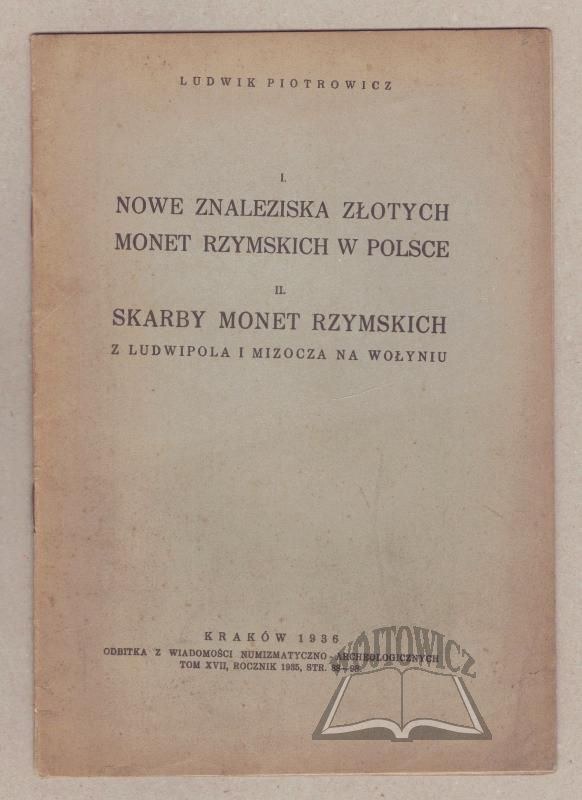 LUDWIK PIOTROWICZ
I.
NOWE ZNALEZISKA ZŁOTYCH
MONET RZYMSKICH W POLSCE
II.
SKARBY MONET RZYMSKICH
Z LUDWIPOLA I MIZOCZA NA WOŁYNIU
KRAKÓW 1936
ODBITKA Z WIADOMOŚCI NUMIZMATYCZNO-ARCHEOLOGICZNYCH
TOM XVII, ROCZNIK 1935, STR.
WÓJTOWICZ